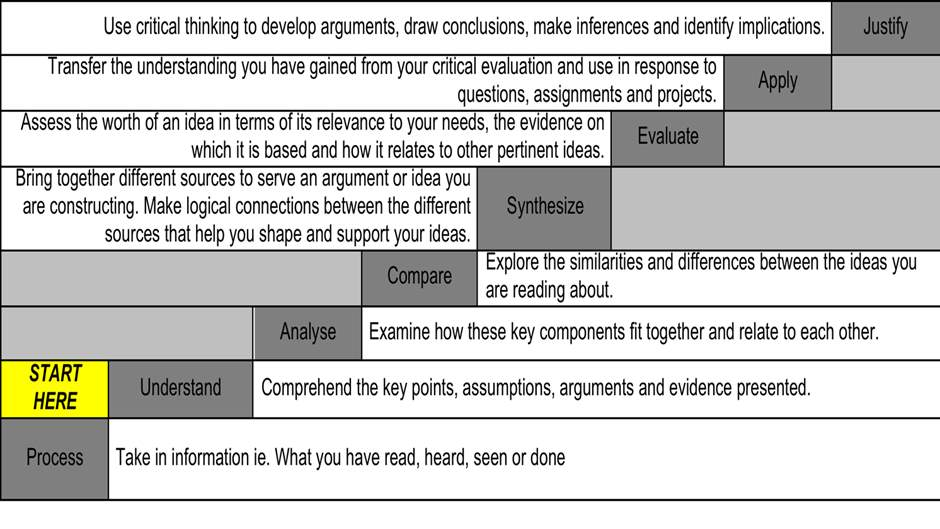 Use critical thinking to develop arguments, draw conclusions, make inferences and identify implications.
Justify
Transfer the understanding you have gained from your critical evaluation and use in response to
questions, assignments and projects.
Apply
Assess the worth of an idea in terms of its relevance to your needs, the evidence on
which it is based and how it relates to other pertinent ideas.
Evaluate
Bring together different sources to serve an argument or idea you
are constructing. Make logical connections between the different
sources that help you shape and support your ideas.
Synthesize
Compare
Explore the similarities and differences between the ideas you
are reading about.
Analyse
Examine how these key components fit together and relate to each other.
START
HERE
Understand
Comprehend the key points, assumptions, arguments and evidence presented.
Process
Take in information ie. What you have read, heard, seen or done